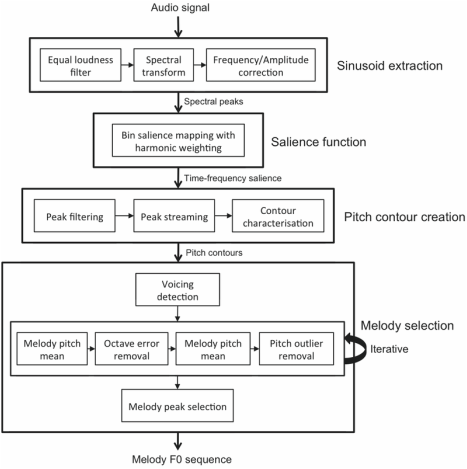 Audio signal
Equal loudness
filter
Spectral
transform
Frequency/Amplitude
correction
Sinusoid extraction
Spectral peaks
Bin salience mapping with
harmonic weighting
Salience function
Time-frequency salience
Peak filtering
Peak streaming
Contour
characterisation
Pitch contour creation
Pitch contours
Voicing
detection
Melody selection
Iterative
Melody pitch
mean
Octave error
removal
Melody pitch
mean
Pitch outlier
removal
Melody peak selection
Melody F0 sequence